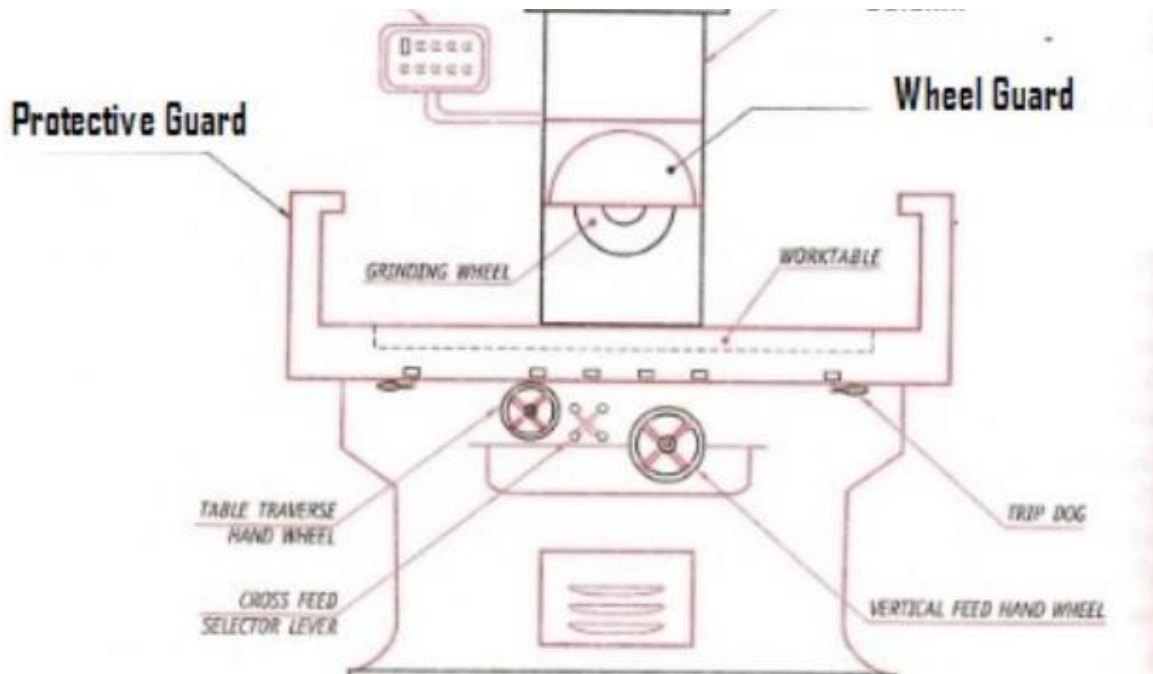 Wheel Guard
Protective Guard
GRINDING WHEEL
WORKTABLE
TABLE TRAVERSE
HAND WHEEL
TRIP DOG
CROSS FEED
SELECTOR LEVER
VERTICAL FEED HAND WHEEL